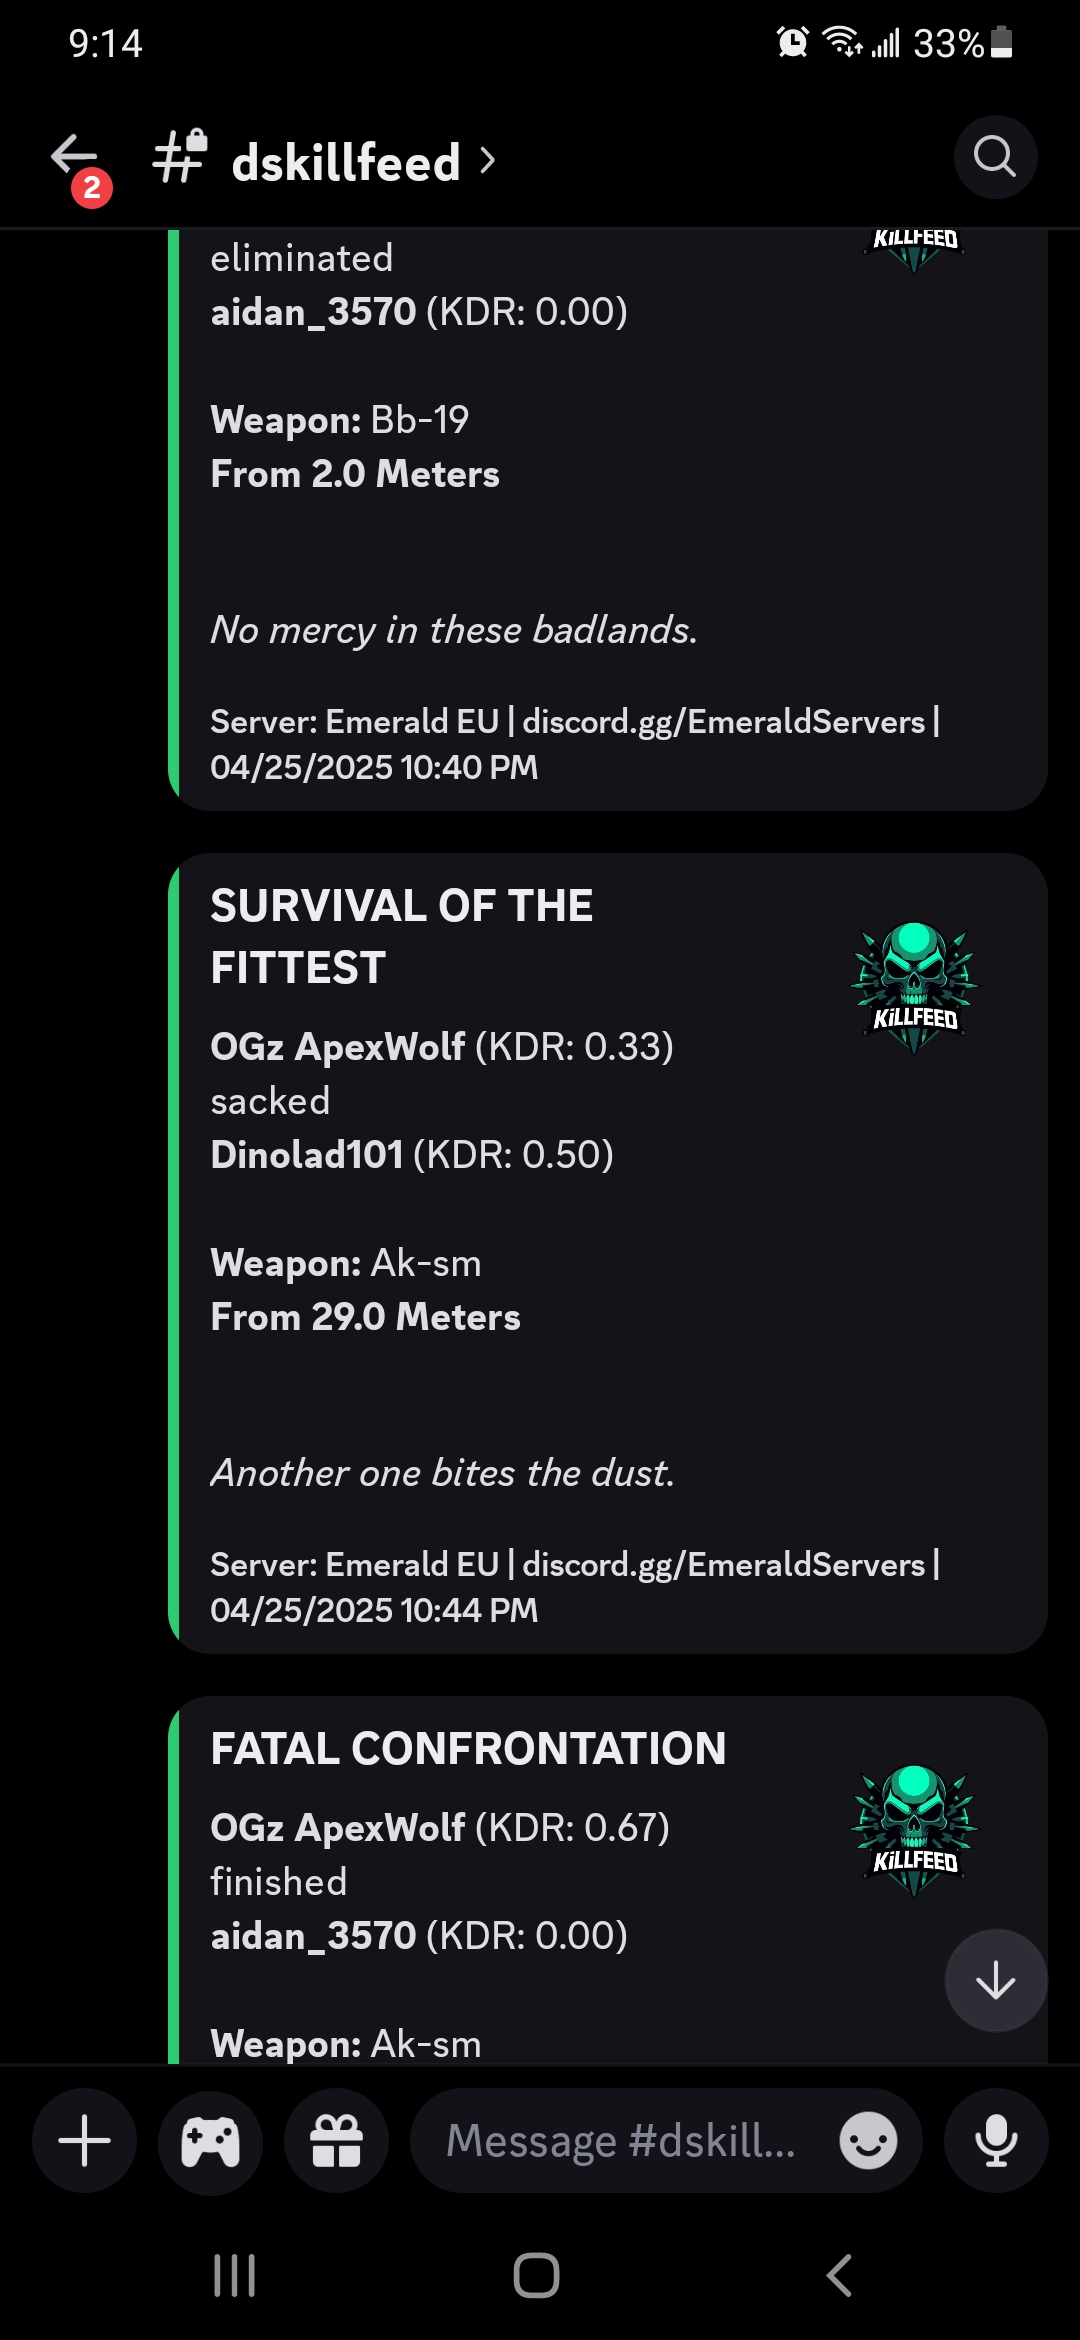 9:14
33%
2
dskillfeed
KiLLFEED
eliminated
aidan_3570 (KDR: 0.00)
Weapon: Bb-19
From 2.0 Meters
No mercy in these badlands.
Server: Emerald EU | discord.gg/EmeraldServers |
04/25/2025 10:40 PM
SURVIVAL OF THE
FITTEST
KiLLFEED
OGz ApexWolf (KDR: 0.33)
sacked
Dinolad101 (KDR: 0.50)
Weapon: Ak-sm
From 29.0 Meters
Another one bites the dust.
Server: Emerald EU | discord.gg/EmeraldServers |
04/25/2025 10:44 PM
FATAL CONFRONTATION
OGz ApexWolf (KDR: 0.67)
KiLLFEED
finished
aidan_3570 (KDR: 0.00)
Weapon: Ak-sm
Message #dskill...